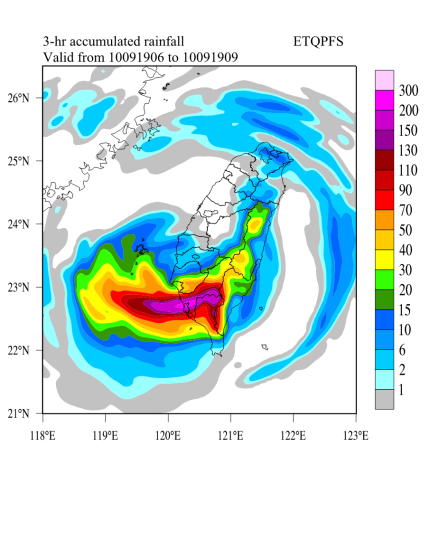 3-hr accumulated rainfall ETQPFS
Valid from 10091906 to 10091909
26°N
25°N
24°N
23°N
22°N
21°N
118°E 119°E 120°E 121°E 122°E 123°E
300
200
150
130
110
90
70
50
40
30
20
15
10
6
2
1